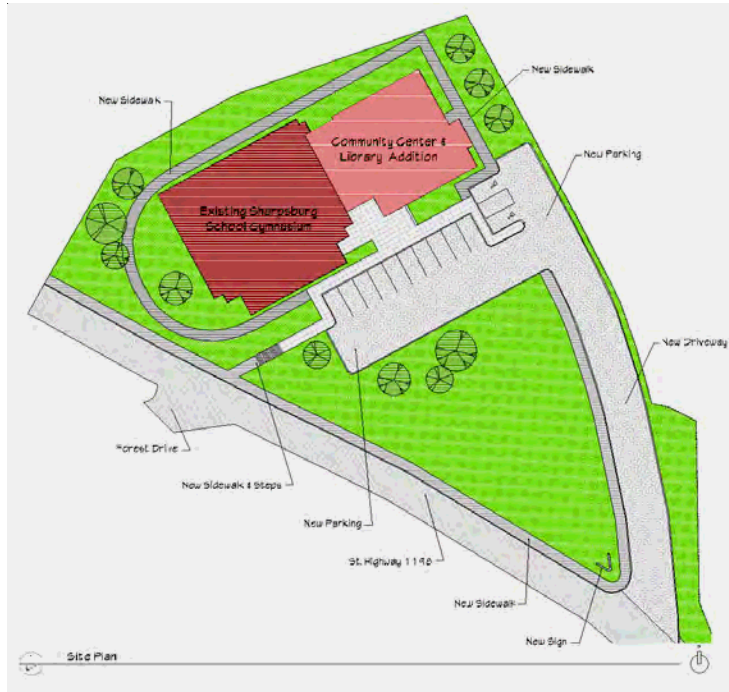 New Sidewalk
New Sidewalk
Community Center &
Library Addition
New Parking
Existing Sharpsburg
School Gymnasium
New Driveway
Forest Drive
New Sidewalk & Steps
New Parking
St. Highway 1198
New Sidewalk
New Sign
Site Plan